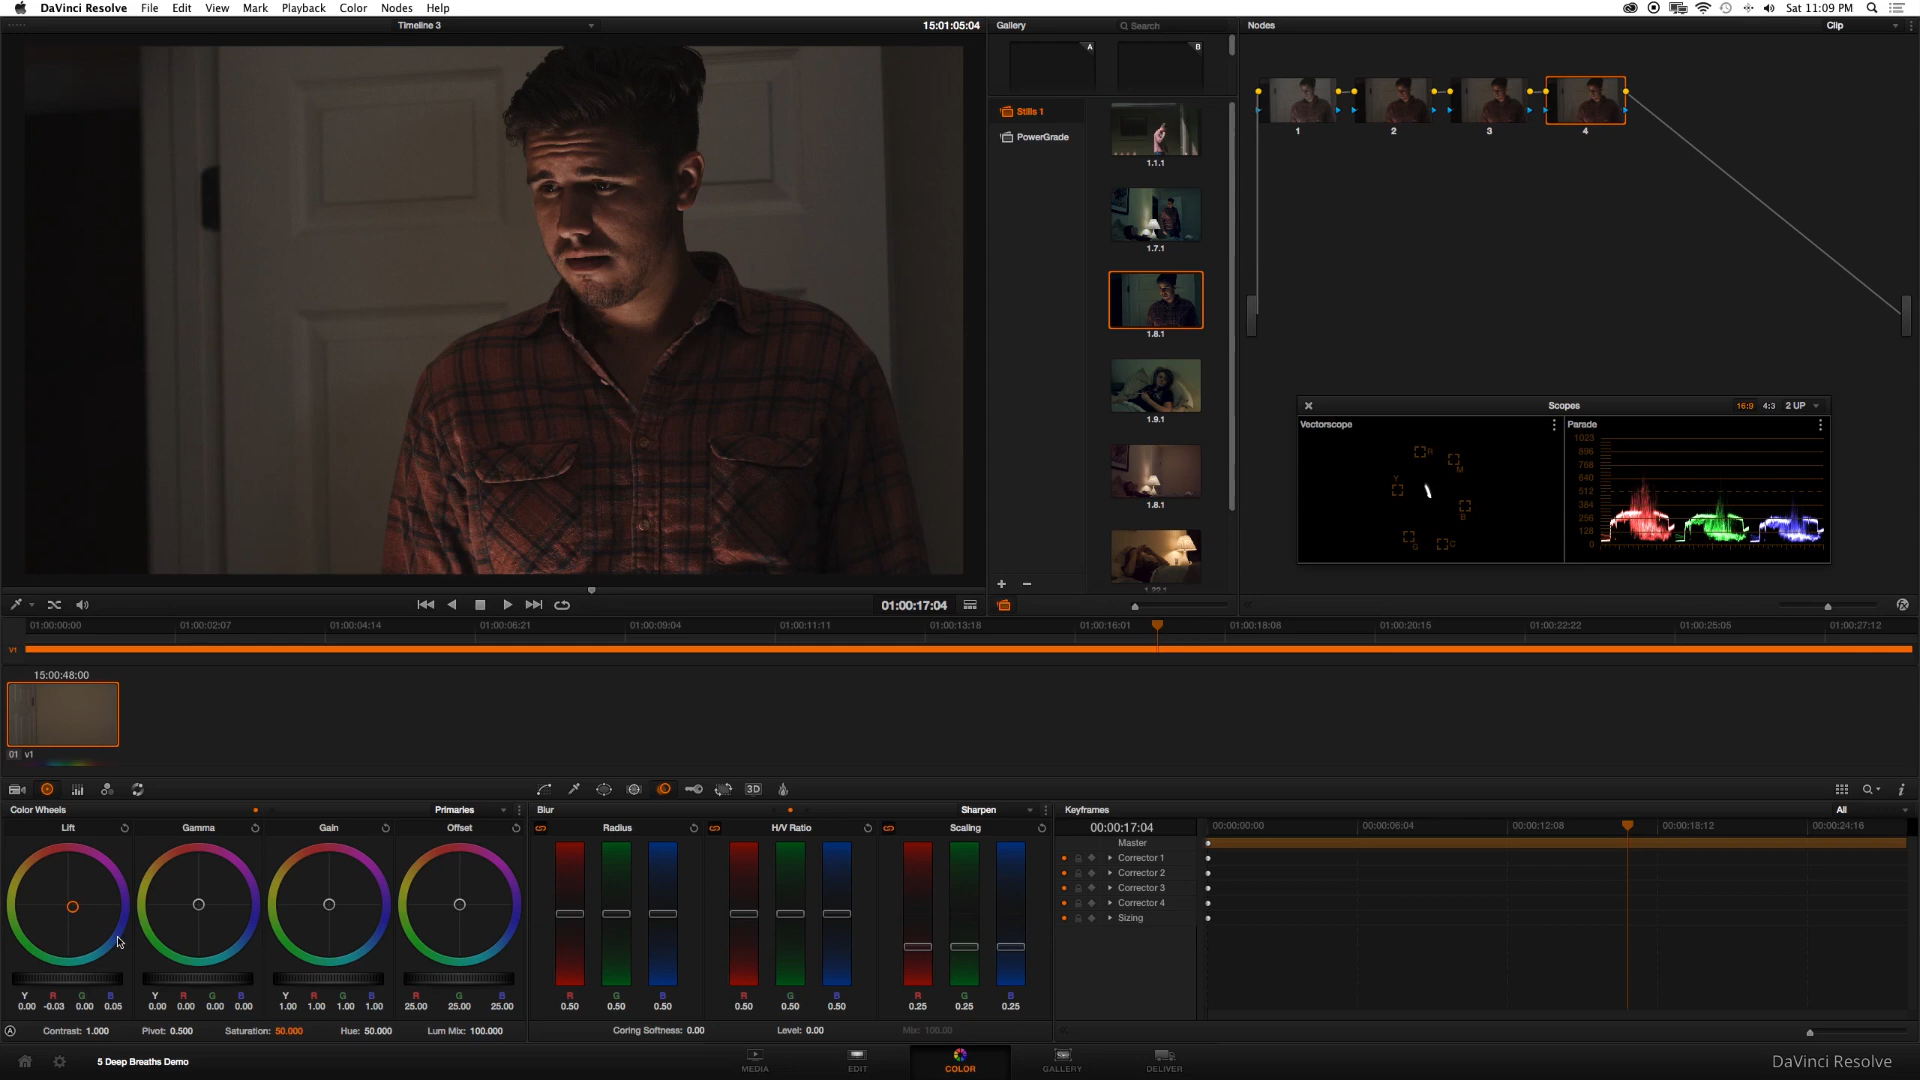 DaVinci Resolve File Edit View Mark Playback Color Nodes Help Sat 11:09 PM
Timeline 3 15:01:05:04 Gallery Search Nodes Clip
A B
Stills 1
PowerGrade
1.1.1
1.7.1
1.8.1
1.9.1
1.8.1
1 2 3 4
Scopes 16:9 4:3 2 UP
Vectorscope Parade
R M Y B G C
1023
896
768
640
512
384
256
128
0
01:00:17:04
01:00:00:00 01:00:02:07 01:00:04:14 01:00:06:21 01:00:09:04 01:00:11:11 01:00:13:18 01:00:16:01 01:00:18:08 01:00:20:15 01:00:22:22 01:00:25:05 01:00:27:12
V1
15:00:48:00
01 V1
3D
Color Wheels Primaries Blur Sharpen Keyframes All
Lift Gamma Gain Offset Radius H/V Ratio Scaling 00:00:17:04 00:00:00:00 00:00:06:04 00:00:12:08 00:00:18:12 00:00:24:16
Master
Corrector 1
Corrector 2
Corrector 3
Corrector 4
Sizing
Y R G B Y R G B Y R G B R G B R G B R G B R G B
0.00 -0.03 0.00 0.05 0.00 0.00 0.00 0.00 1.00 1.00 1.00 1.00 25.00 25.00 25.00 0.50 0.50 0.50 0.50 0.50 0.50 0.25 0.25 0.25
A Contrast: 1.000 Pivot: 0.500 Saturation: 50.000 Hue: 50.000 Lum Mix: 100.000 Coring Softness: 0.00 Level: 0.00 Mix: 100.00
5 Deep Breaths Demo MEDIA EDIT COLOR GALLERY DELIVER DaVinci Resolve